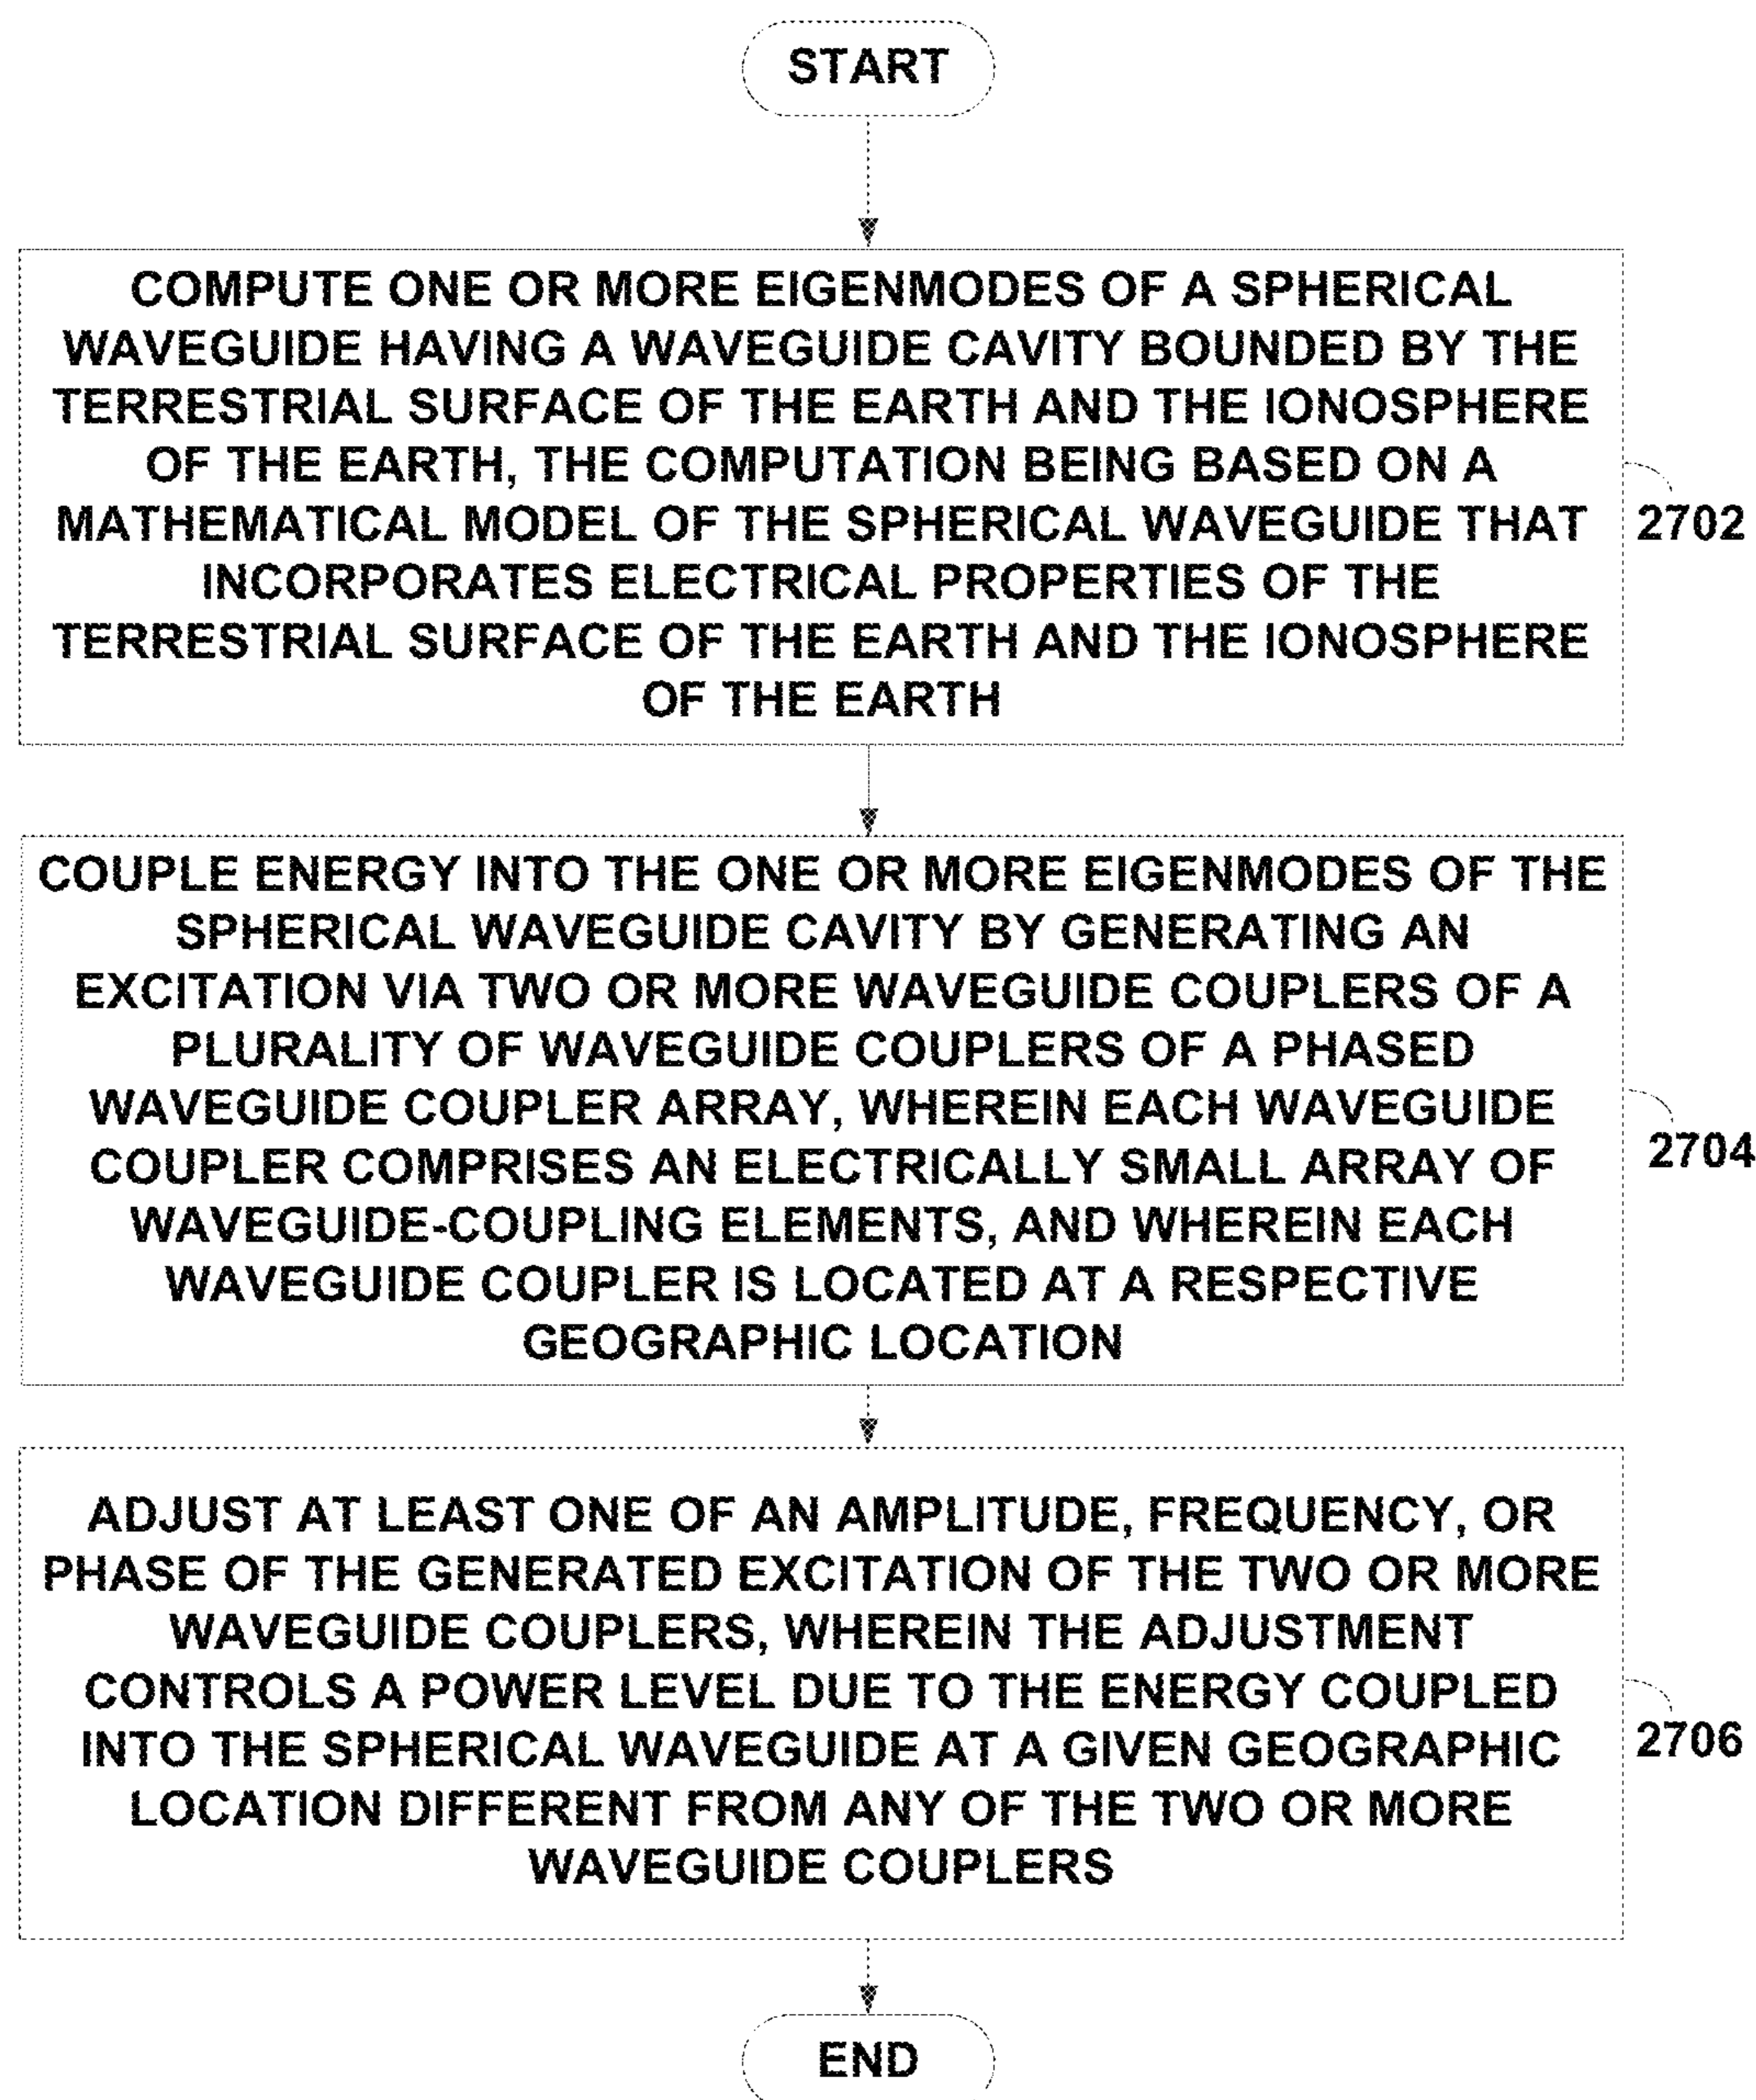 START
COMPUTE ONE OR MORE EIGENMODES OF A SPHERICAL
WAVEGUIDE HAVING A WAVEGUIDE CAVITY BOUNDED BY THE
TERRESTRIAL SURFACE OF THE EARTH AND THE IONOSPHERE
OF THE EARTH, THE COMPUTATION BEING BASED ON A
MATHEMATICAL MODEL OF THE SPHERICAL WAVEGUIDE THAT
INCORPORATES ELECTRICAL PROPERTIES OF THE
TERRESTRIAL SURFACE OF THE EARTH AND THE IONOSPHERE
OF THE EARTH
2702
COUPLE ENERGY INTO THE ONE OR MORE EIGENMODES OF THE
SPHERICAL WAVEGUIDE CAVITY BY GENERATING AN
EXCITATION VIA TWO OR MORE WAVEGUIDE COUPLERS OF A
PLURALITY OF WAVEGUIDE COUPLERS OF A PHASED
WAVEGUIDE COUPLER ARRAY, WHEREIN EACH WAVEGUIDE
COUPLER COMPRISES AN ELECTRICALLY SMALL ARRAY OF
WAVEGUIDE-COUPLING ELEMENTS, AND WHEREIN EACH
WAVEGUIDE COUPLER IS LOCATED AT A RESPECTIVE
GEOGRAPHIC LOCATION
2704
ADJUST AT LEAST ONE OF AN AMPLITUDE, FREQUENCY, OR
PHASE OF THE GENERATED EXCITATION OF THE TWO OR MORE
WAVEGUIDE COUPLERS, WHEREIN THE ADJUSTMENT
CONTROLS A POWER LEVEL DUE TO THE ENERGY COUPLED
INTO THE SPHERICAL WAVEGUIDE AT A GIVEN GEOGRAPHIC
LOCATION DIFFERENT FROM ANY OF THE TWO OR MORE
WAVEGUIDE COUPLERS
2706
END